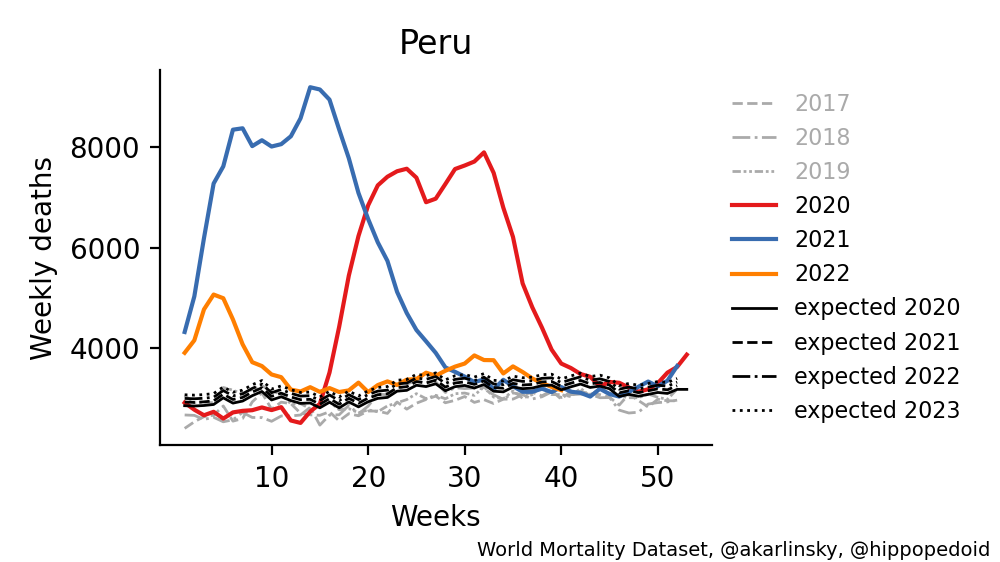 Peru
Weekly deaths
8000
6000
4000
10 20 30 40 50
Weeks
2017
2018
2019
2020
2021
2022
expected 2020
expected 2021
expected 2022
expected 2023
World Mortality Dataset, @akarlinsky, @hippopedoid